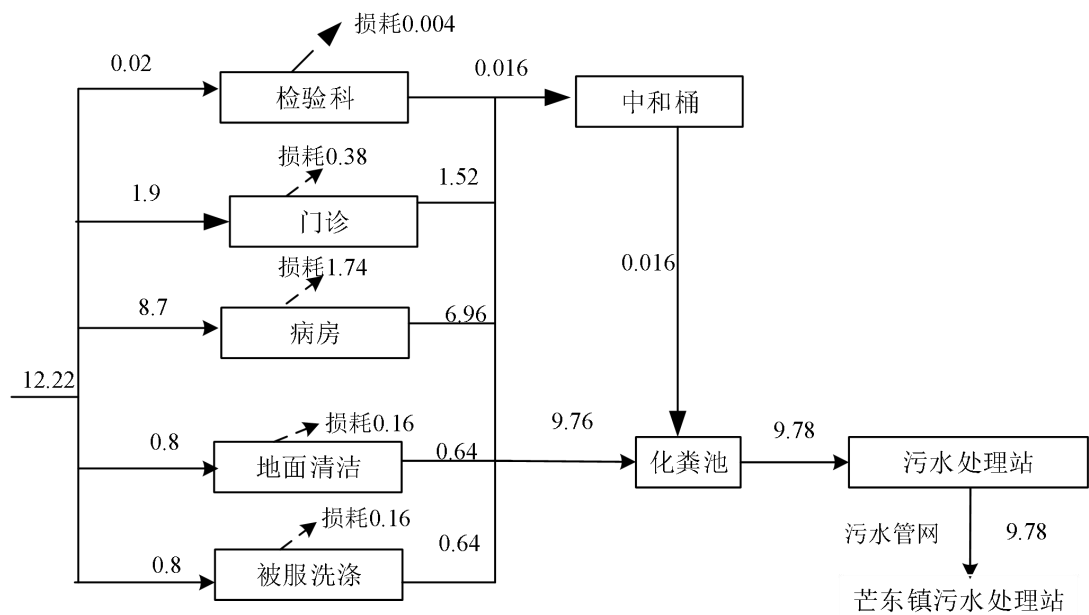 损耗0.004
0.02
检验科
0.016
中和桶
损耗0.38
1.9
门诊
1.52
损耗1.74
0.016
8.7
病房
6.96
12.22
损耗0.16
0.8
地面清洁
0.64
9.76
化粪池
9.78
污水处理站
损耗0.16
0.8
被服洗涤
0.64
污水管网
9.78
芒东镇污水处理站